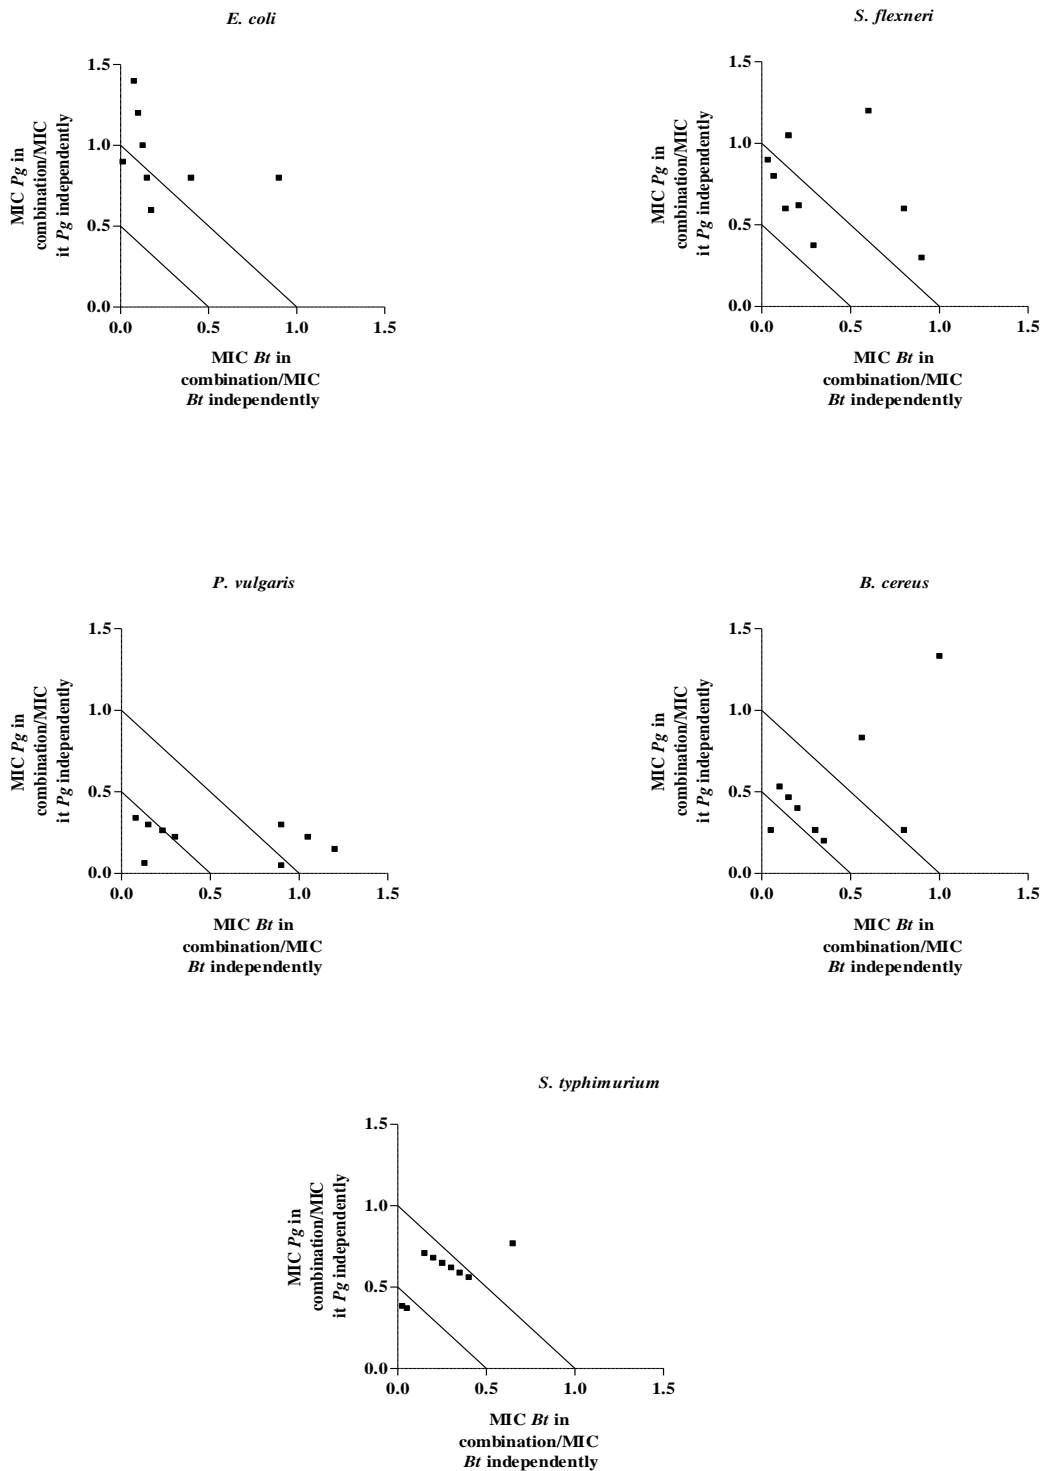 E. coli
1.5
1.0
0.5
0.0
MIC Pg in
combination/MIC
it Pg independently
0.0 0.5 1.0 1.5
MIC Bt in
combination/MIC
Bt independently
S. flexneri
1.5
1.0
0.5
0.0
MIC Pg in
combination/MIC
it Pg independently
0.0 0.5 1.0 1.5
MIC Bt in
combination/MIC
Bt independently
P. vulgaris
1.5
1.0
0.5
0.0
MIC Pg in
combination/MIC
it Pg independently
0.0 0.5 1.0 1.5
MIC Bt in
combination/MIC
Bt independently
B. cereus
1.5
1.0
0.5
0.0
MIC Pg in
combination/MIC
it Pg independently
0.0 0.5 1.0 1.5
MIC Bt in
combination/MIC
Bt independently
S. typhimurium
1.5
1.0
0.5
0.0
MIC Pg in
combination/MIC
it Pg independently
0.0 0.5 1.0 1.5
MIC Bt in
combination/MIC
Bt independently